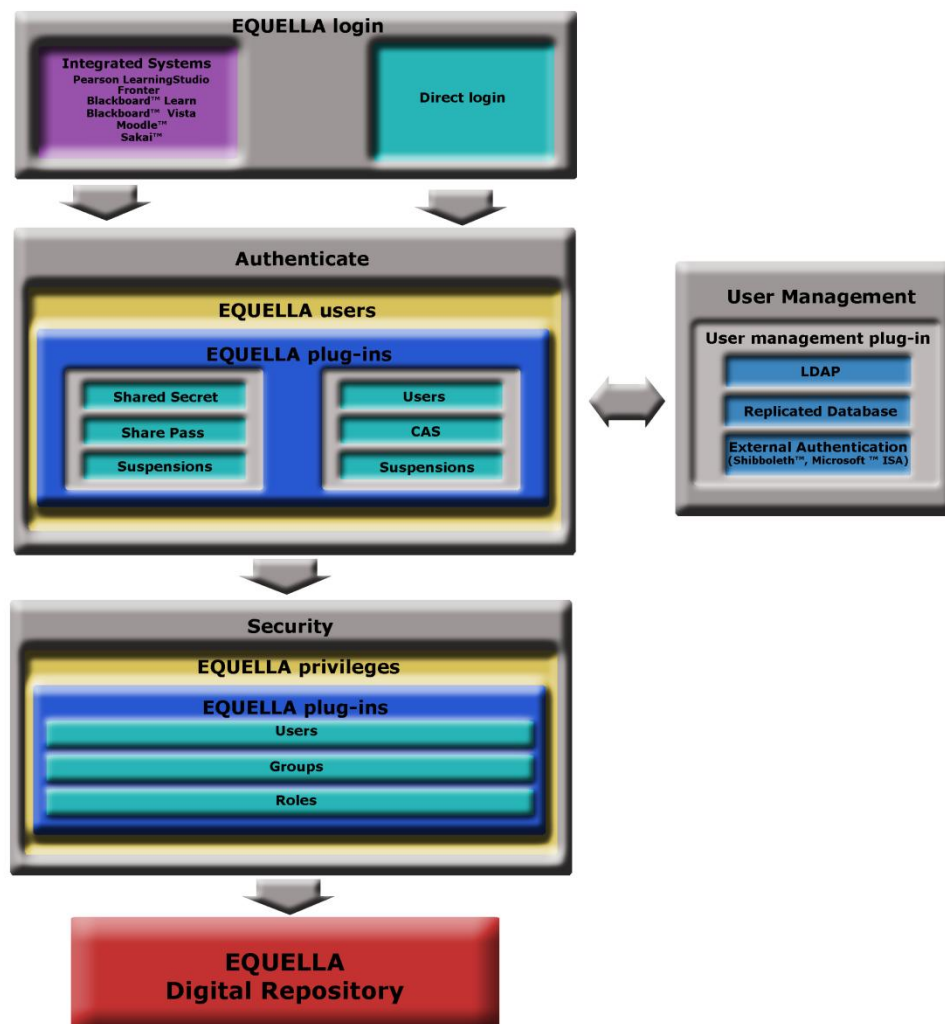 EQUELLA login
Integrated Systems
Pearson LearningStudio
Fronter
Blackboard™ Learn
Blackboard™ Vista
Moodle™
Sakai™
Direct login
Authenticate
EQUELLA users
EQUELLA plug-ins
Shared Secret
Share Pass
Suspensions
Users
CAS
Suspensions
User Management
User management plug-in
LDAP
Replicated Database
External Authentication
(Shibboleth™, Microsoft ™ ISA)
Security
EQUELLA privileges
EQUELLA plug-ins
Users
Groups
Roles
EQUELLA
Digital Repository